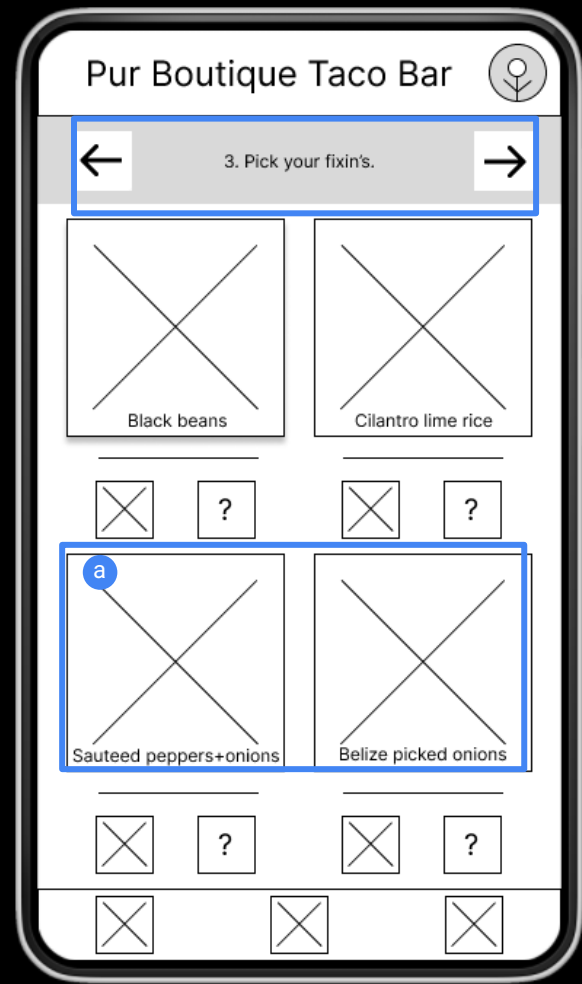 Pur Boutique Taco Bar
3. Pick your fixin's.
Black beans
Cilantro lime rice
?
?
a
Sauteed peppers+onions
Belize picked onions
?
?